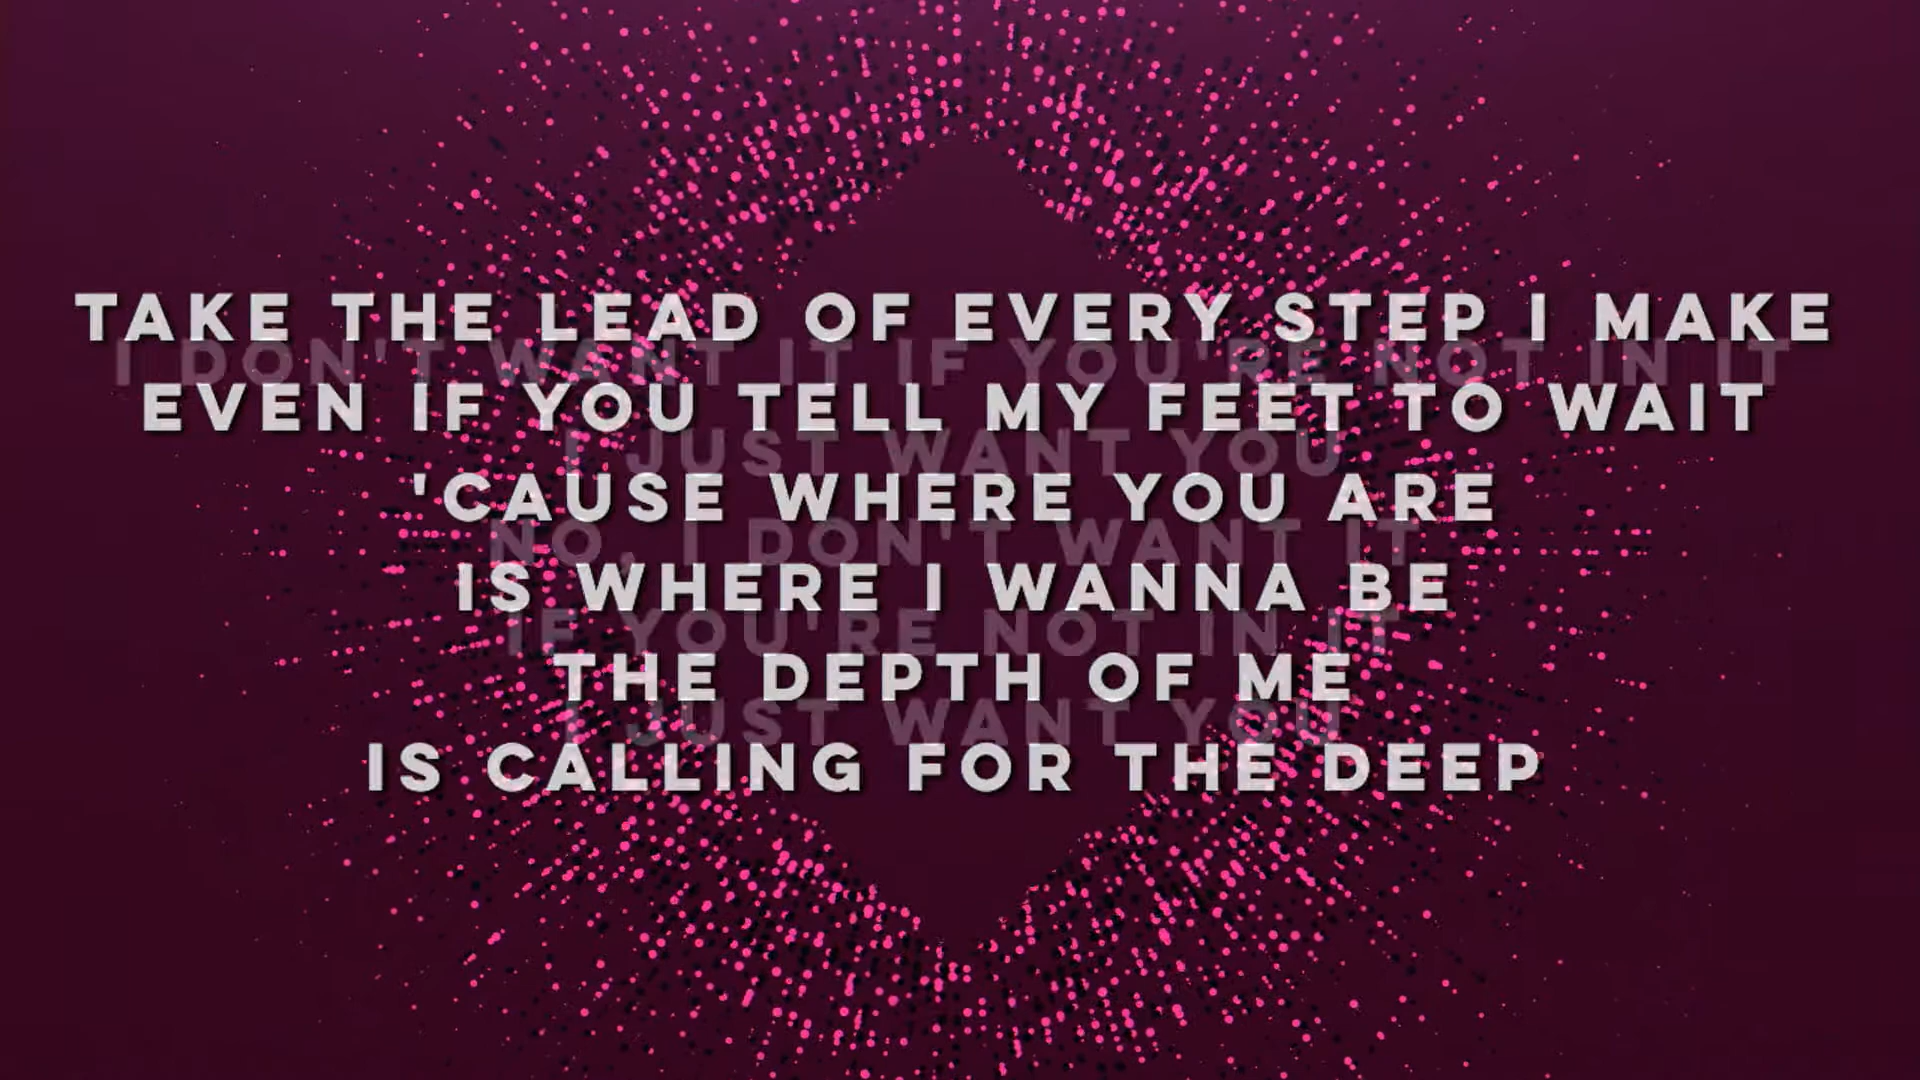 TAKE THE LEAD OF EVERY STEP I MAKE
I DON'T WANT IT IF YOU'RE NOT IN IT
EVEN IF YOU TELL MY FEET TO WAIT
I JUST WANT YOU
'CAUSE WHERE YOU ARE
NO, I DON'T WANT IT
IS WHERE I WANNA BE
IF YOU'RE NOT IN IT
THE DEPTH OF ME
I JUST WANT YOU
IS CALLING FOR THE DEEP